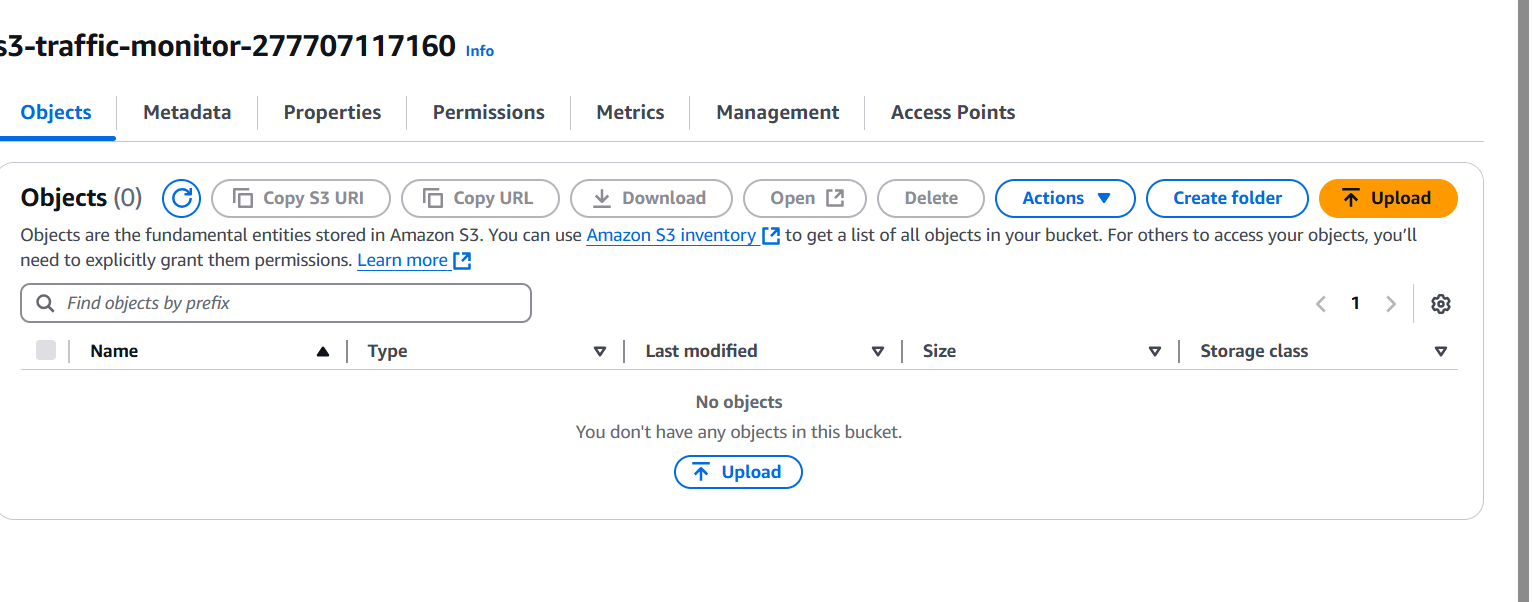 s3-traffic-monitor-277707117160 Info
Objects Metadata Properties Permissions Metrics Management Access Points
Objects (0) Copy S3 URI Copy URL Download Open Delete Actions Create folder Upload
Objects are the fundamental entities stored in Amazon S3. You can use Amazon S3 inventory to get a list of all objects in your bucket. For others to access your objects, you'll
need to explicitly grant them permissions. Learn more
Find objects by prefix 1
Name Type Last modified Size Storage class
No objects
You don't have any objects in this bucket.
Upload